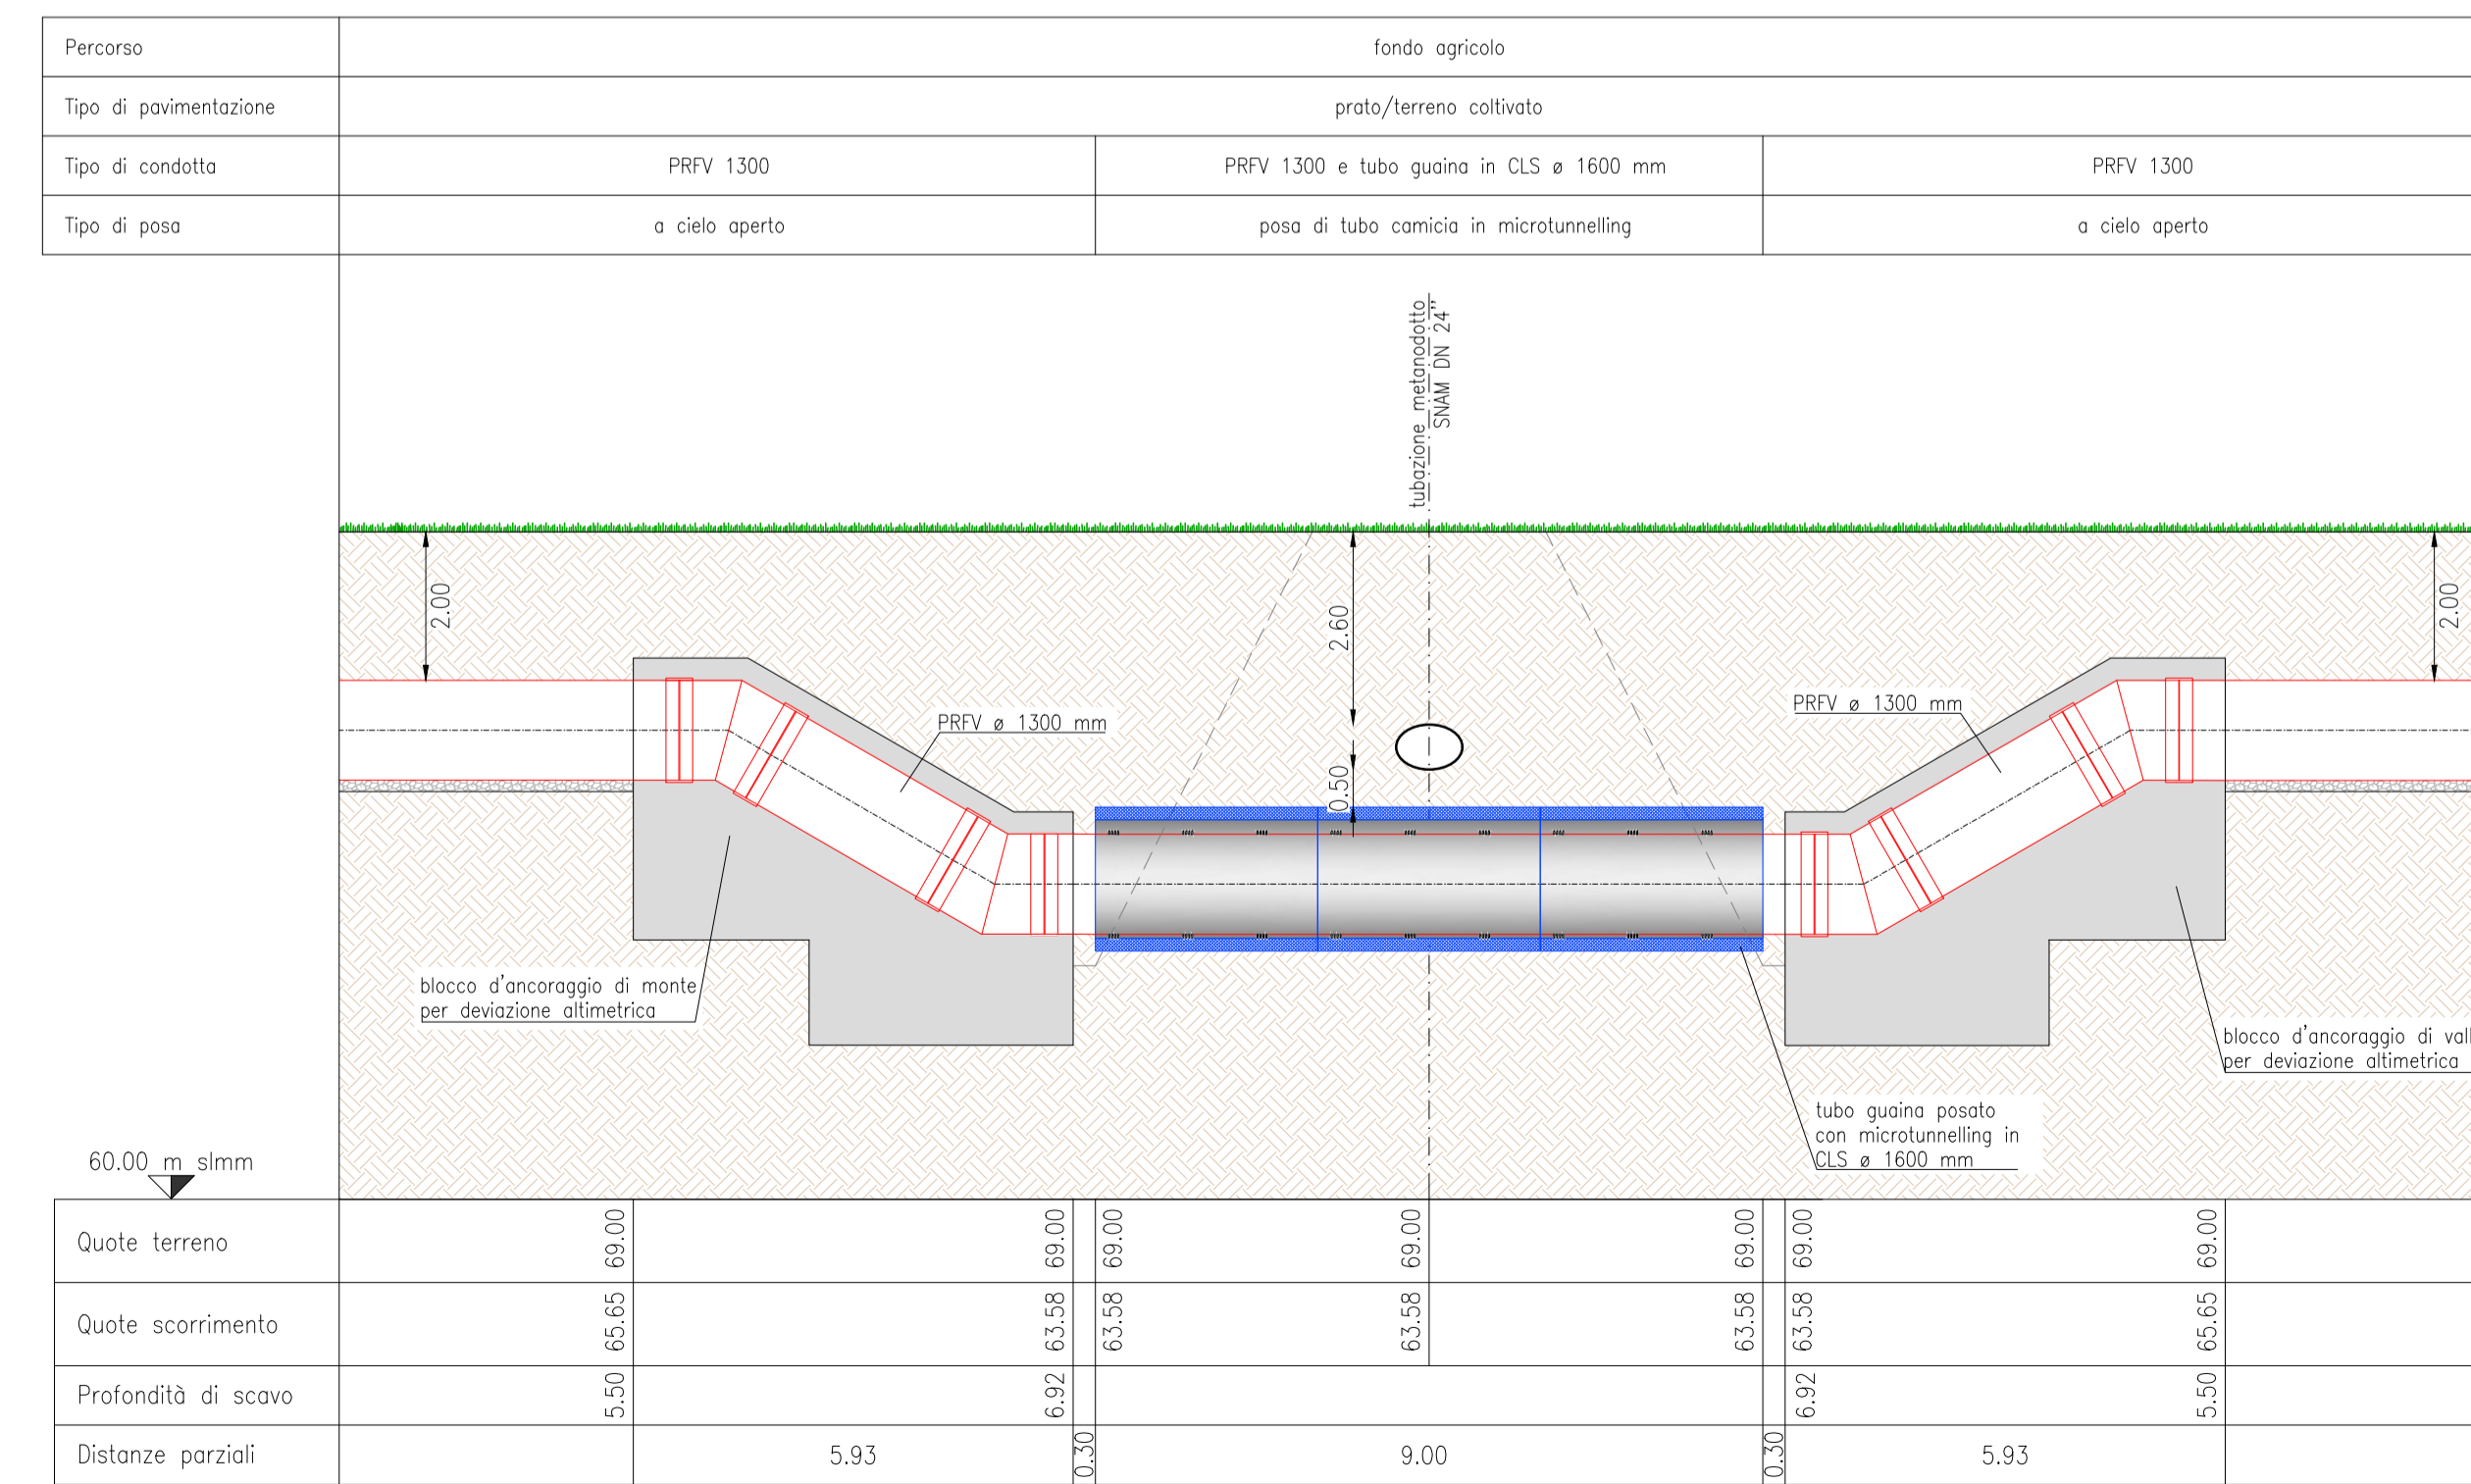 Percorso
fondo agricolo
Tipo di pavimentazione
prato/terreno coltivato
Tipo di condotta
PRFV 1300
PRFV 1300 e tubo guaina in CLS ø 1600 mm
PRFV 1300
Tipo di posa
a cielo aperto
posa di tubo camicia in microtunnelling
a cielo aperto
tubazione metanodotto
SNAM DN 24"
2.00
2.60
0.50
2.00
PRFV ø 1300 mm
PRFV ø 1300 mm
blocco d'ancoraggio di monte
per deviazione altimetrica
blocco d'ancoraggio di
per deviazione altimetrica
tubo guaina posato
con microtunnelling in
CLS ø 1600 mm
60.00 m slmm
Quote terreno
69.00
69.00
69.00
69.00
69.00
69.00
69.00
Quote scorrimento
65.65
63.58
63.58
63.58
63.58
63.58
65.65
Profondità di scavo
5.50
6.92
6.92
5.50
Distanze parziali
5.93
0.30
9.00
0.30
5.93